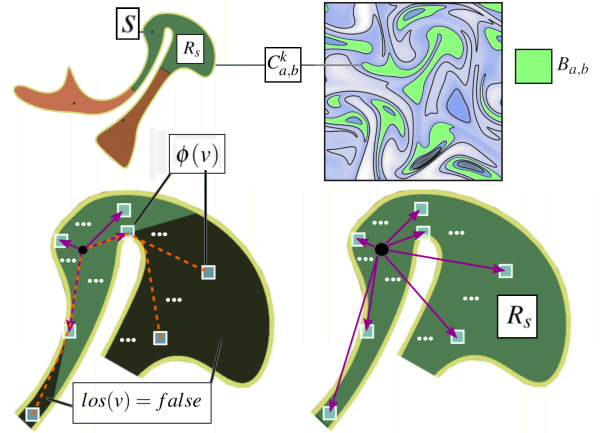 S
R_s
C^k_{a,b}
B_{a,b}
ϕ(v)
R_s
los(v) = false